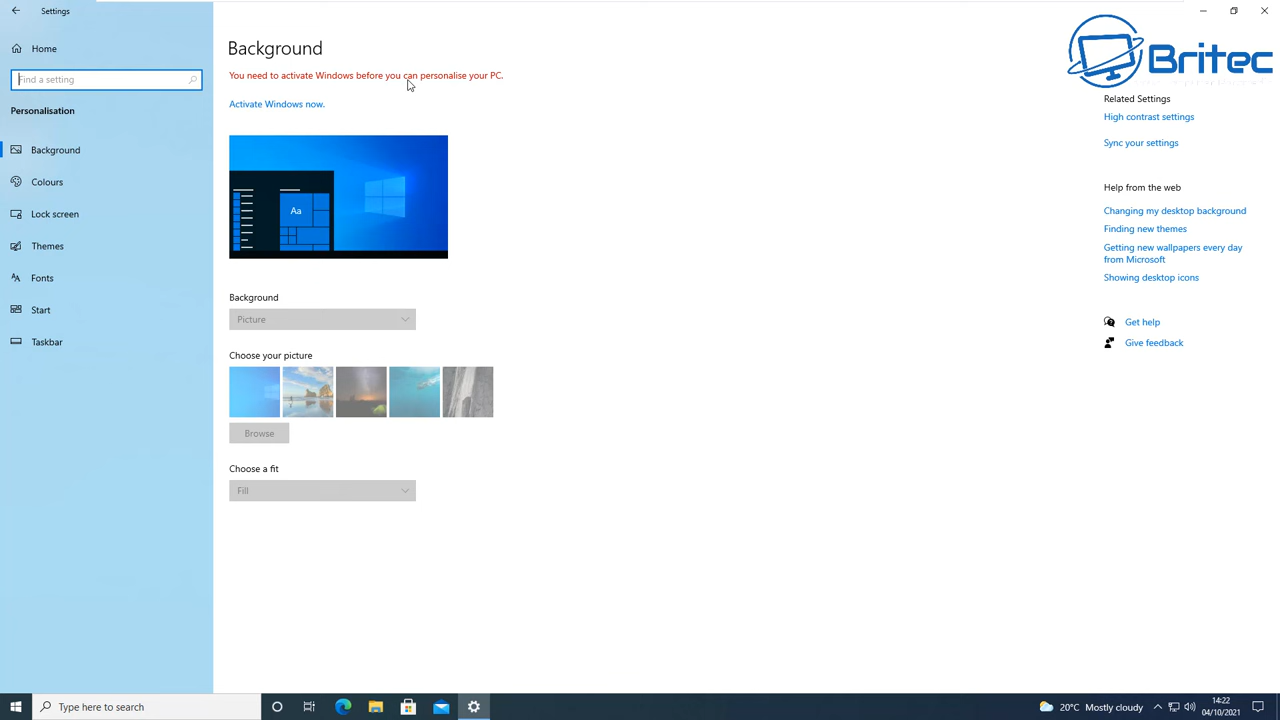 Settings
Home
Find a setting
Personalisation
Background
Colours
Lock screen
Themes
Fonts
Start
Taskbar
Background
You need to activate Windows before you can personalise your PC.
Activate Windows now.
Aa
Background
Picture
Choose your picture
Browse
Choose a fit
Fill
Britec
Related Settings
High contrast settings
Sync your settings
Help from the web
Changing my desktop background
Finding new themes
Getting new wallpapers every day
from Microsoft
Showing desktop icons
Get help
Give feedback
Type here to search
20°C Mostly cloudy
14:22
04/10/2021